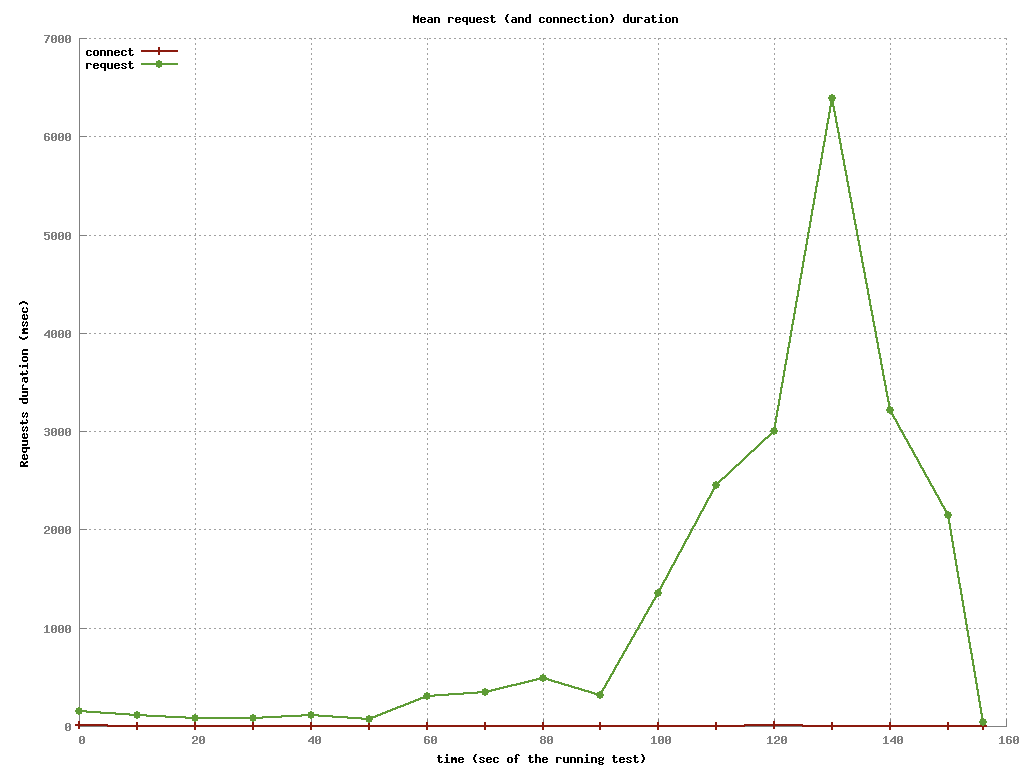 Mean request (and connection) duration
7000
connect
request
6000
5000
4000
3000
2000
1000
0
Requests duration (msec)
0 20 40 60 80 100 120 140 160
time (sec of the running test)